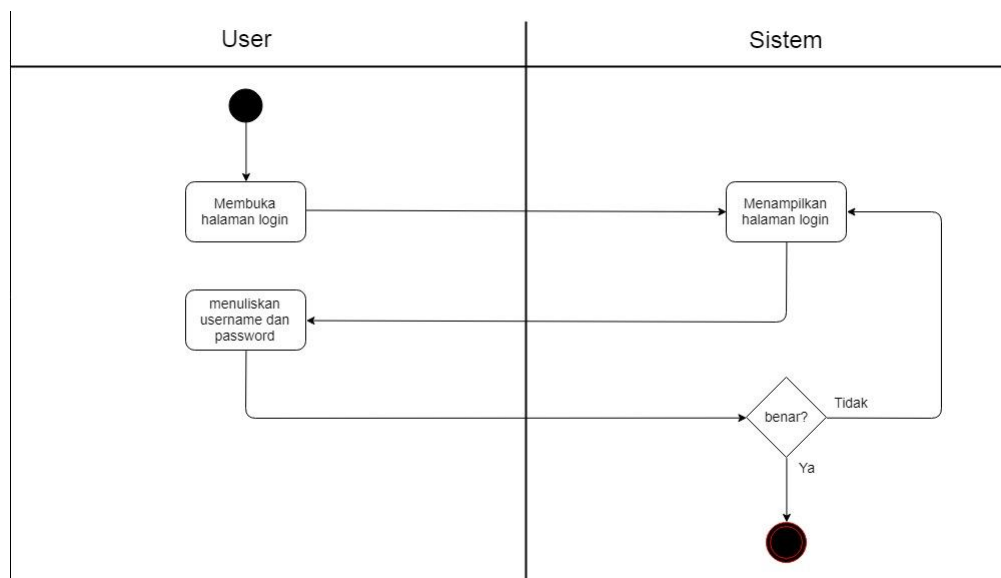 User
Sistem
Membuka
halaman login
Menampilkan
halaman login
menuliskan
username dan
password
benar?
Tidak
Ya